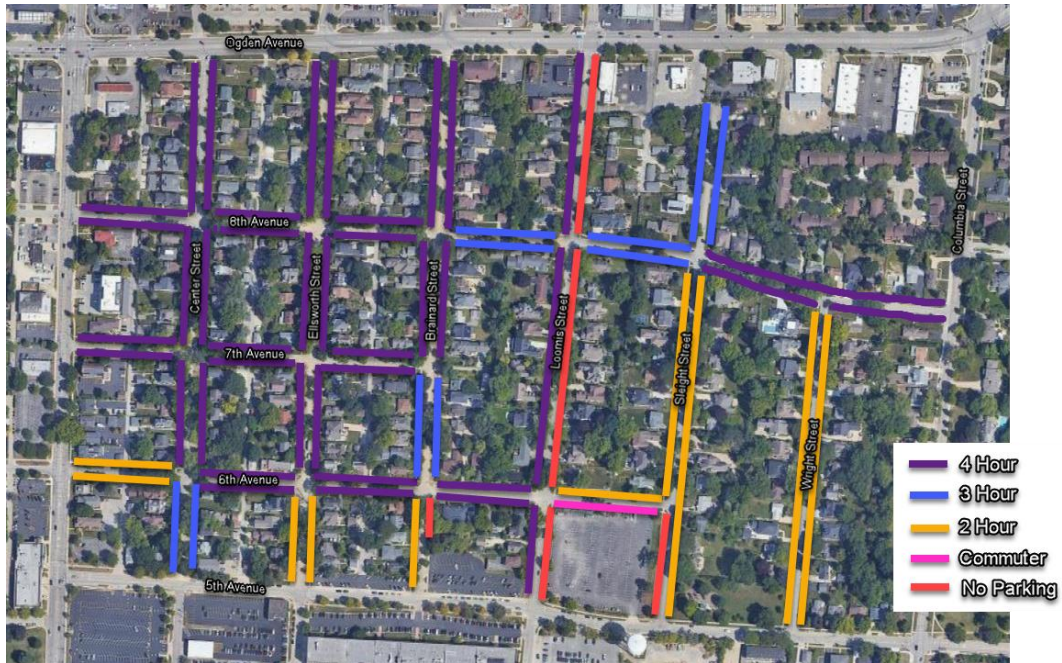 Ogden Avenue
8th Avenue
Center Street
Ellsworth Street
Brainard Street
Loomis Street
Columbia Street
7th Avenue
Sleight Street
Wright Street
6th Avenue
5th Avenue
4 Hour
3 Hour
2 Hour
Commuter
No Parking